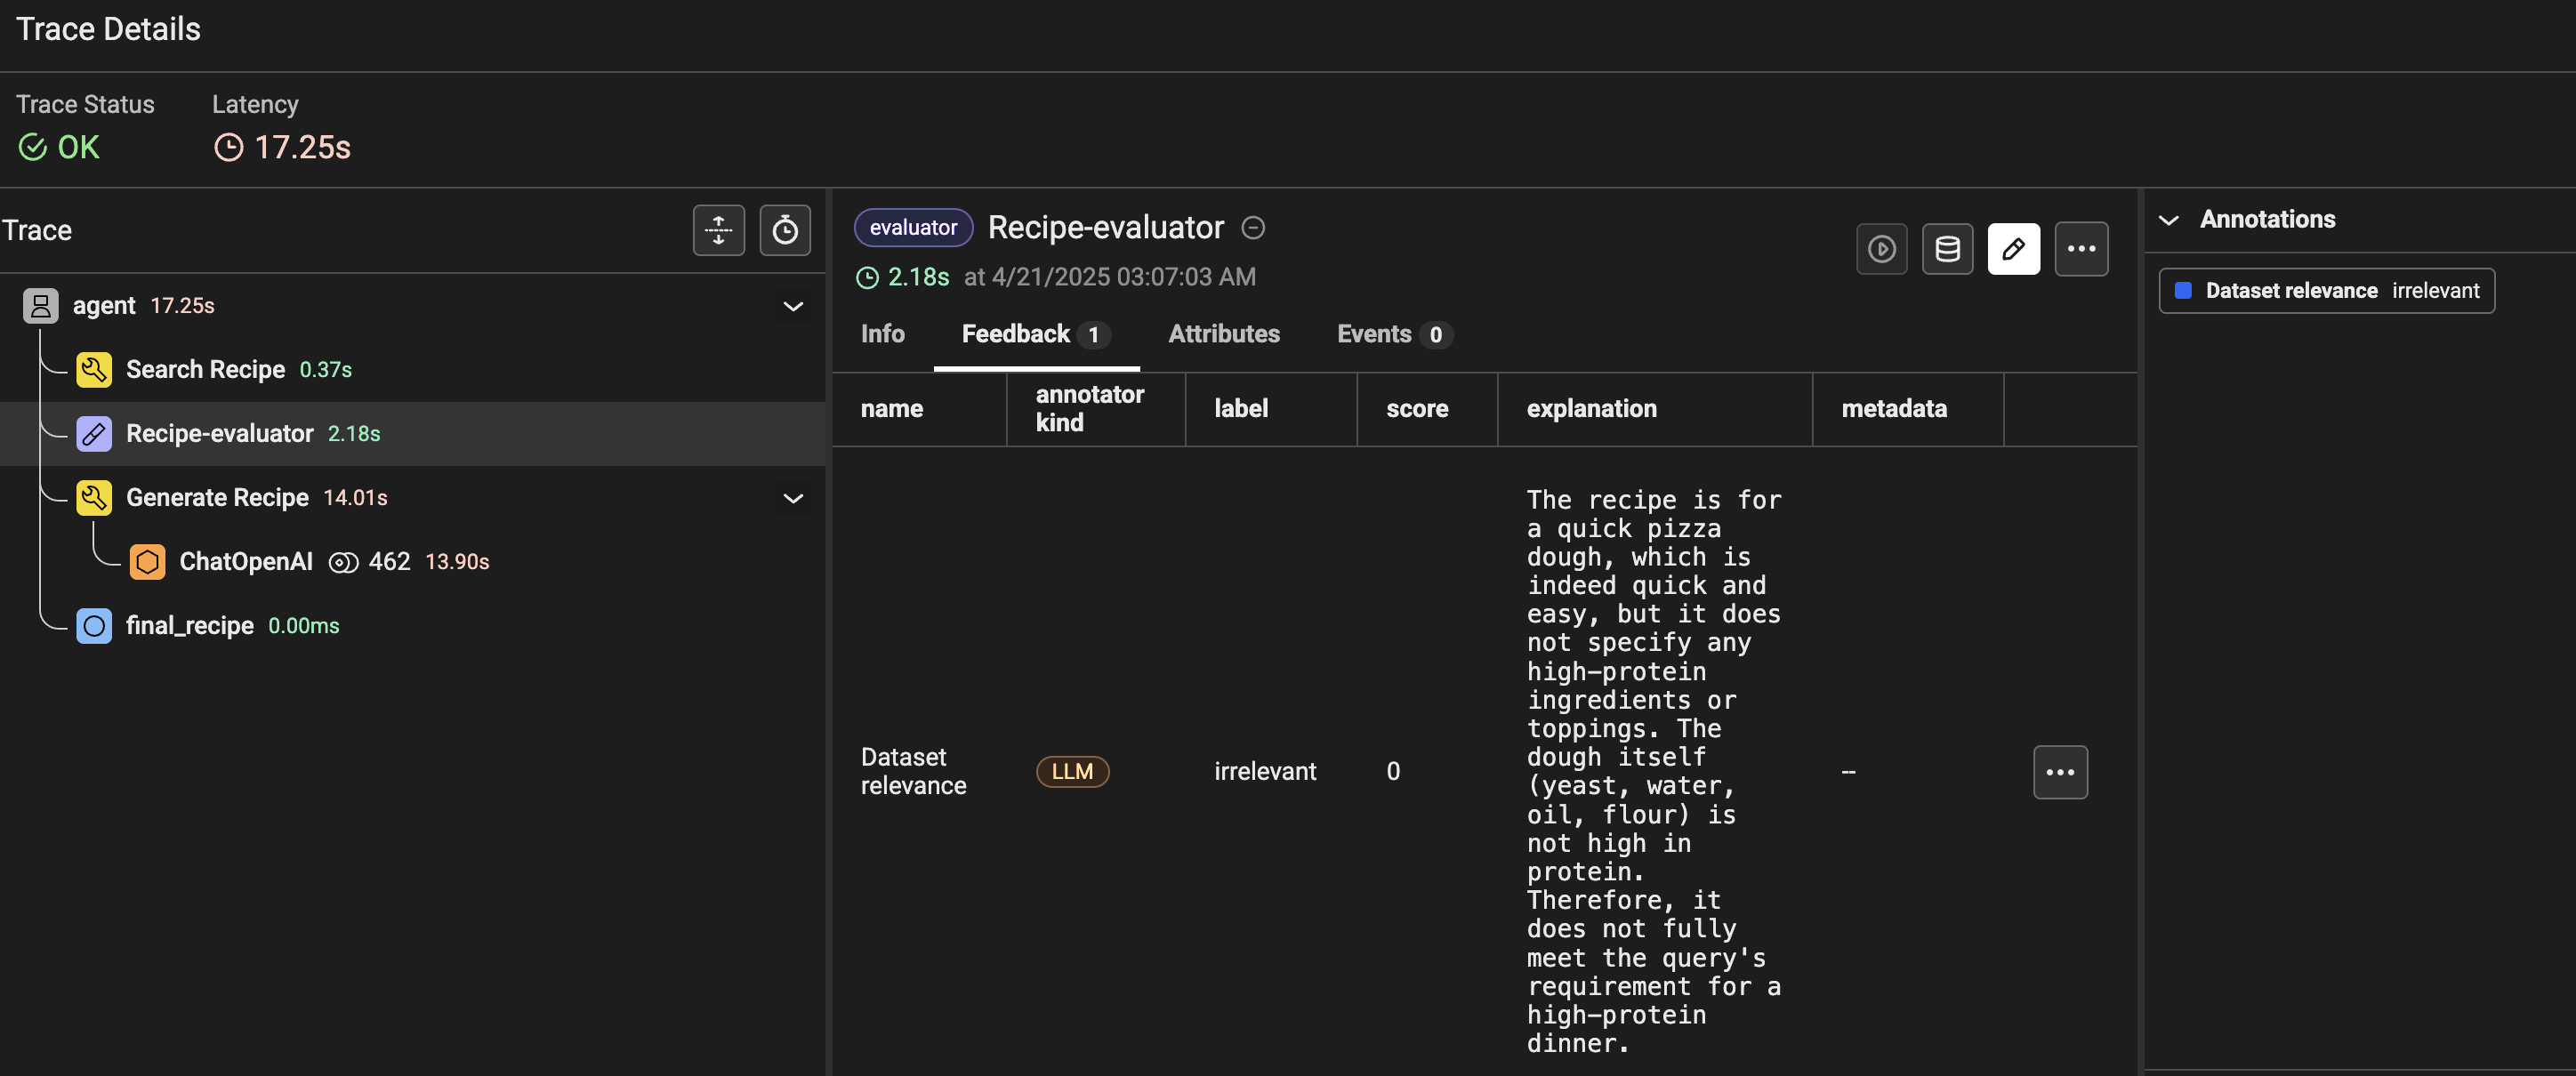 Trace Details
Trace Status
Latency
OK
17.25s
Trace
agent 17.25s
Search Recipe 0.37s
Recipe-evaluator 2.18s
Generate Recipe 14.01s
ChatOpenAI 462 13.90s
final_recipe 0.00ms
evaluator Recipe-evaluator
2.18s at 4/21/2025 03:07:03 AM
Info Feedback 1 Attributes Events 0
name
annotator
kind
label
score
explanation
metadata
Dataset
relevance
LLM
irrelevant
0
The recipe is for
a quick pizza
dough, which is
indeed quick and
easy, but it does
not specify any
high-protein
ingredients or
toppings. The
dough itself
(yeast, water,
oil, flour) is
not high in
protein.
Therefore, it
does not fully
meet the query's
requirement for a
high-protein
dinner.
--
Annotations
Dataset relevance irrelevant